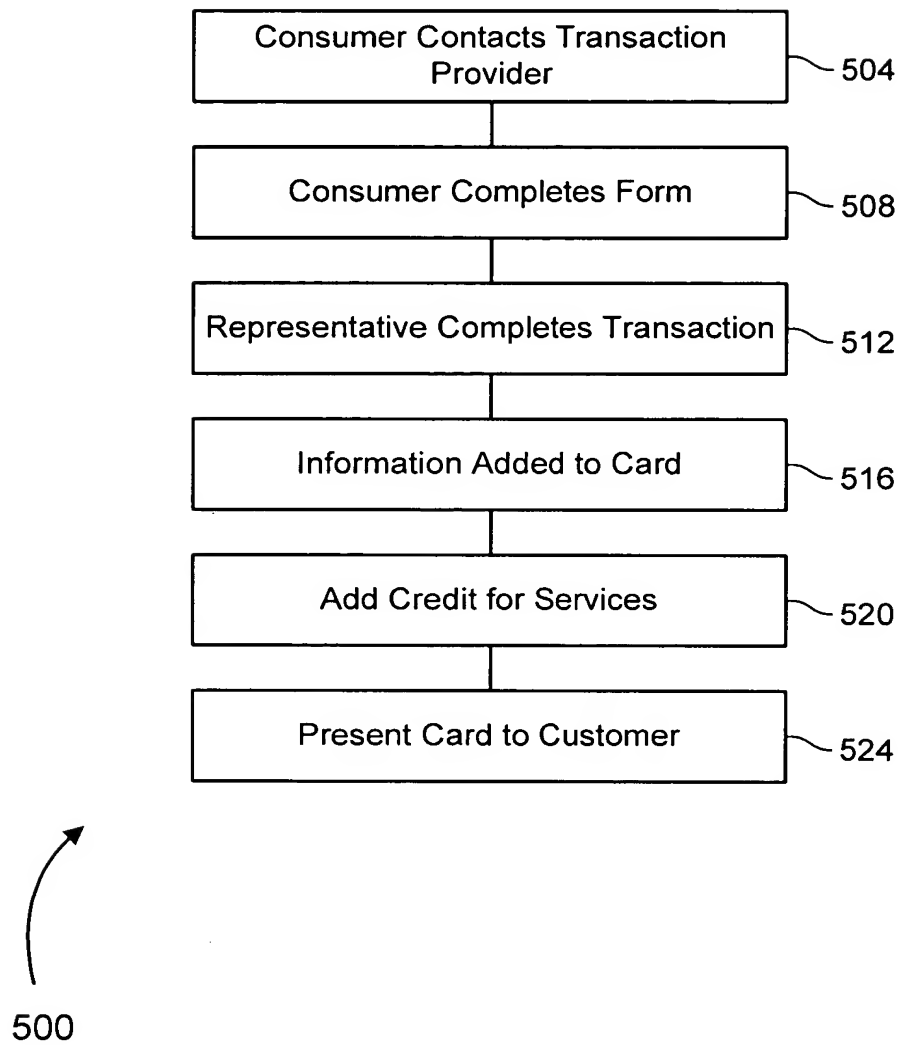 Consumer Contacts Transaction
Provider
504
Consumer Completes Form
508
Representative Completes Transaction
512
Information Added to Card
516
Add Credit for Services
520
Present Card to Customer
524
500